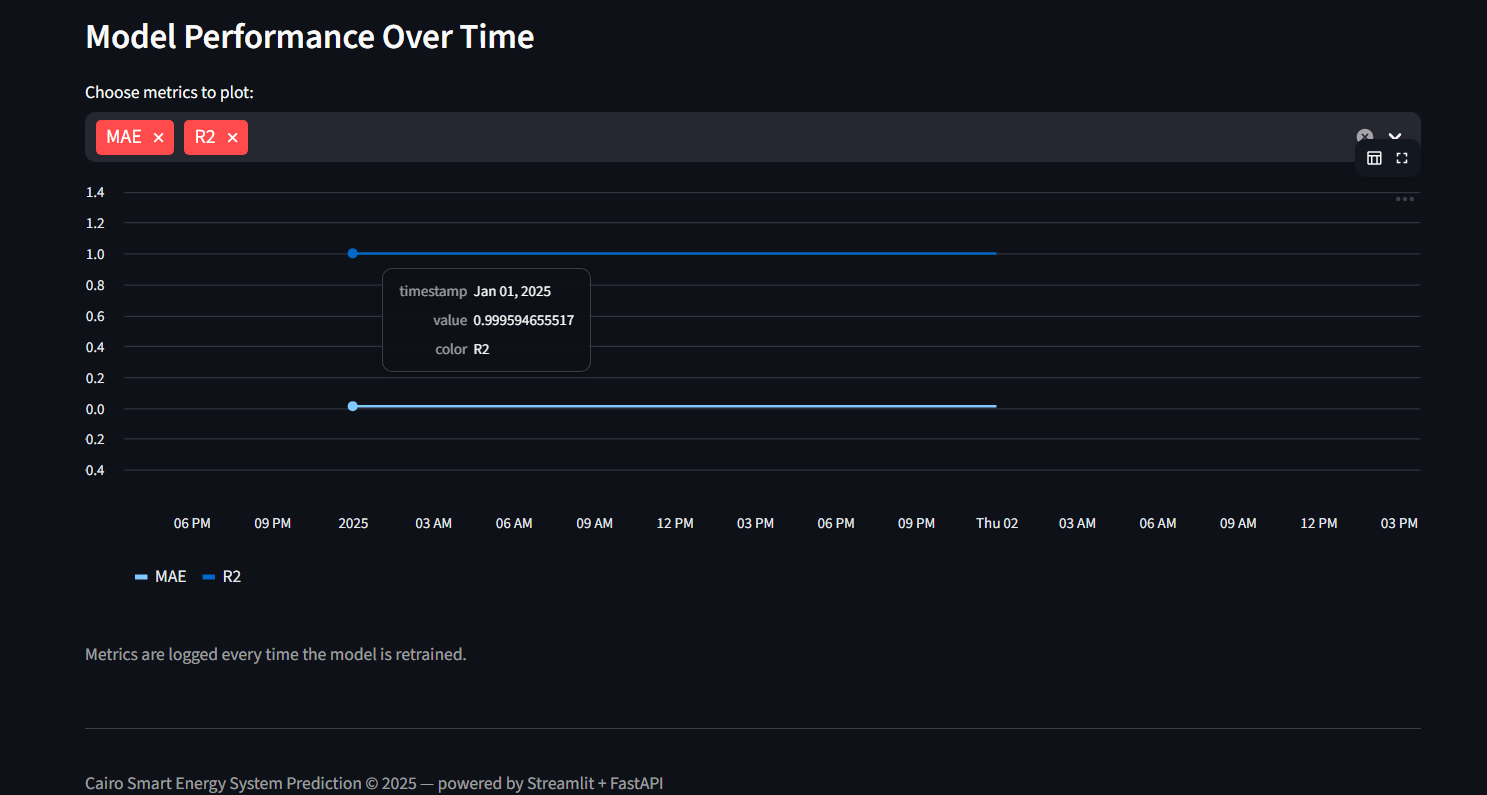 Model Performance Over Time
Choose metrics to plot:
MAE × R2 ×
1.4
1.2
1.0
0.8
0.6
0.4
0.2
0.0
0.2
0.4
timestamp Jan 01, 2025
value 0.999594655517
color R2
06 PM 09 PM 2025 03 AM 06 AM 09 AM 12 PM 03 PM 06 PM 09 PM Thu 02 03 AM 06 AM 09 AM 12 PM 03 PM
MAE R2
Metrics are logged every time the model is retrained.
Cairo Smart Energy System Prediction © 2025 — powered by Streamlit + FastAPI